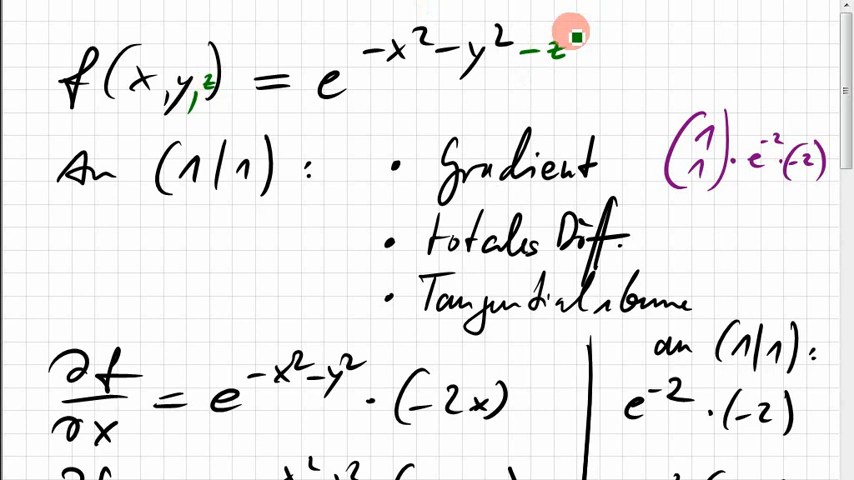 f(x,y,z) = e^{-x²-y²-z}
An (1|1): • Gradient (1 1)·e^{-2}·(-2)
• totales Diff.
• Tangentialebene
∂f/∂x = e^{-x²-y²}·(-2x)
an (1|1):
e^{-2}·(-2)